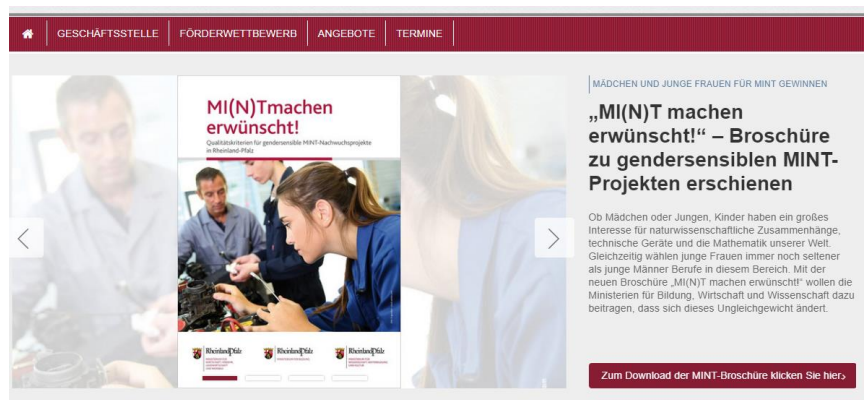 GESCHÄFTSSTELLE FÖRDERWETTBEWERB ANGEBOTE TERMINE
MI(N)Tmachen
erwünscht!
Qualitätskriterien für gendersensible MINT-Nachwuchsprojekte
in Rheinland-Pfalz
RheinlandPfalz RheinlandPfalz RheinlandPfalz
MÄDCHEN UND JUNGE FRAUEN FÜR MINT GEWINNEN
„MI(N)T machen
erwünscht!“ – Broschüre
zu gendersensiblen MINT-
Projekten erschienen
Ob Mädchen oder Jungen, Kinder haben ein großes
Interesse für naturwissenschaftliche Zusammenhänge,
technische Geräte und die Mathematik unserer Welt.
Gleichzeitig wählen junge Frauen immer noch seltener
als junge Männer Berufe in diesem Bereich. Mit der
neuen Broschüre „MI(N)T machen erwünscht!“ wollen die
Ministerien für Bildung, Wirtschaft und Wissenschaft dazu
beitragen, dass sich dieses Ungleichgewicht ändert.
Zum Download der MINT-Broschüre klicken Sie hier›